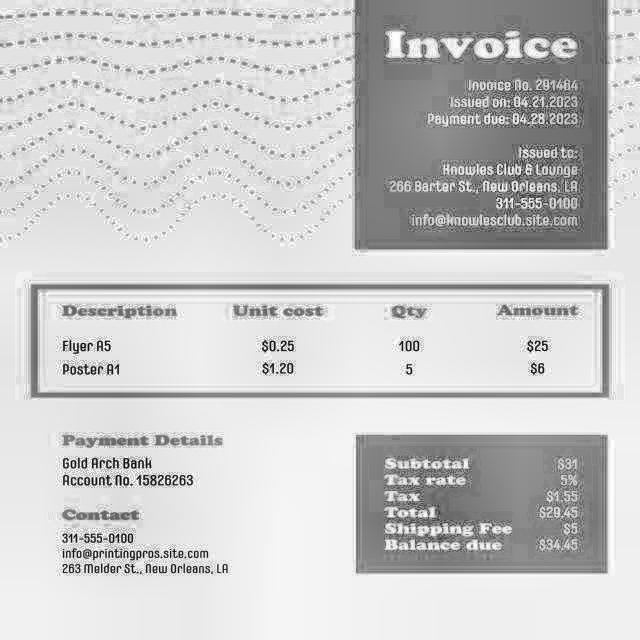 Invoice
Invoice No. 291464
Issued on: 04.21.2023
Payment due: 04.28.2023
Issued to:
Knowles Club & Lounge
266 Barter St., New Orleans, LA
311-555-0100
info@knowlesclub.site.com
Description Unit cost Qty Amount
Flyer A5 $0.25 100 $25
Poster A1 $1.20 5 $6
Payment Details
Gold Arch Bank
Account No. 15826263
Contact
311-555-0100
info@printingpros.site.com
263 Melder St., New Orleans, LA
Subtotal $31
Tax rate 5%
Tax $1.55
Total $29.45
Shipping Fee $5
Balance due $34.45